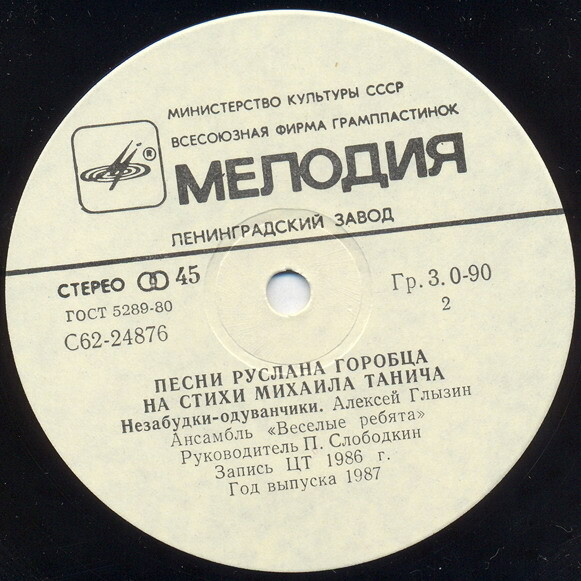 МИНИСТЕРСТВО КУЛЬТУРЫ СССР
ВСЕСОЮЗНАЯ ФИРМА ГРАМПЛАСТИНОК
®
МЕЛОДИЯ
ЛЕНИНГРАДСКИЙ ЗАВОД
СТЕРЕО 45
Гр. 3. 0-90
ГОСТ 5289-80
2
С62-24876
ПЕСНИ РУСЛАНА ГОРОБЦА
НА СТИХИ МИХАИЛА ТАНИЧА
Незабудки-одуванчики. Алексей Глызин
Ансамбль «Веселые ребята»
Руководитель П. Слободкин
Запись ЦТ 1986 г.
Год выпуска 1987